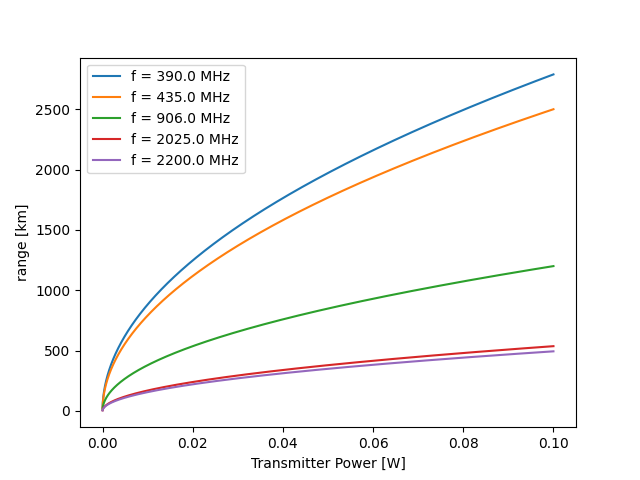 f = 390.0 MHz
f = 435.0 MHz
f = 906.0 MHz
f = 2025.0 MHz
f = 2200.0 MHz
range [km]
2500
2000
1500
1000
500
0
0.00 0.02 0.04 0.06 0.08 0.10
Transmitter Power [W]